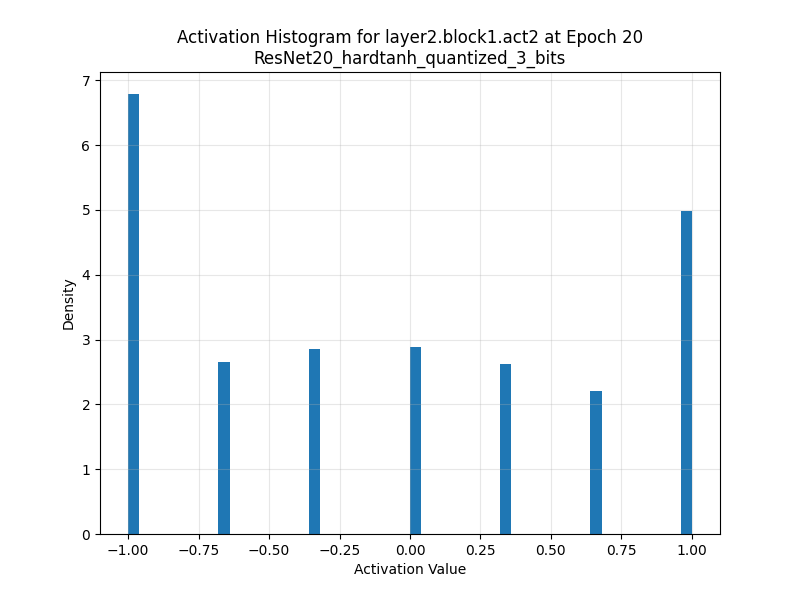 Activation Histogram for layer2.block1.act2 at Epoch 20
ResNet20_hardtanh_quantized_3_bits
7
6
5
4
3
2
1
0
Density
−1.00 −0.75 −0.50 −0.25 0.00 0.25 0.50 0.75 1.00
Activation Value